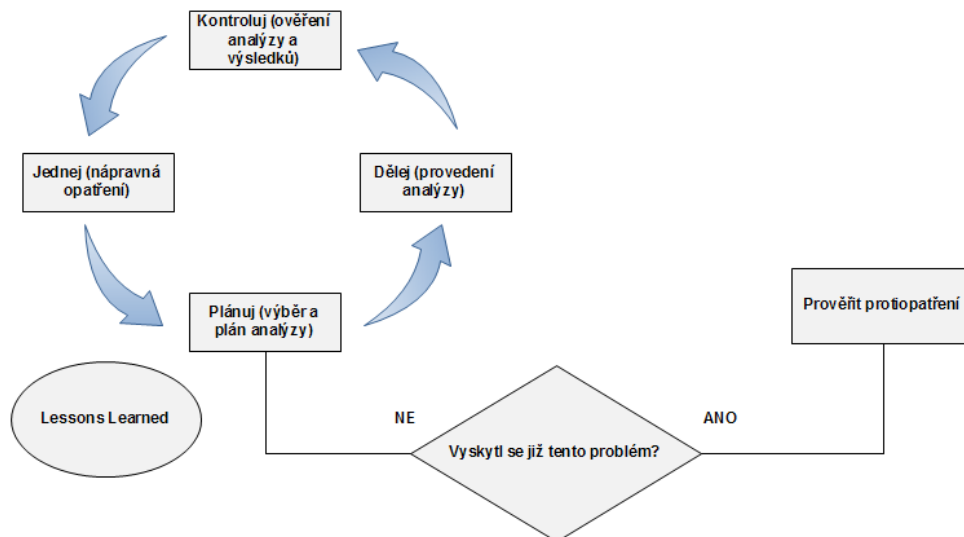 Kontroluj (ověření
analýzy a
výsledků)
Jednej (nápravná
opatření)
Dělej (provedení
analýzy)
Plánuj (výběr a
plán analýzy)
Prověřit protiopatření
Lessons Learned
NE
ANO
Vyskytl se již tento problém?